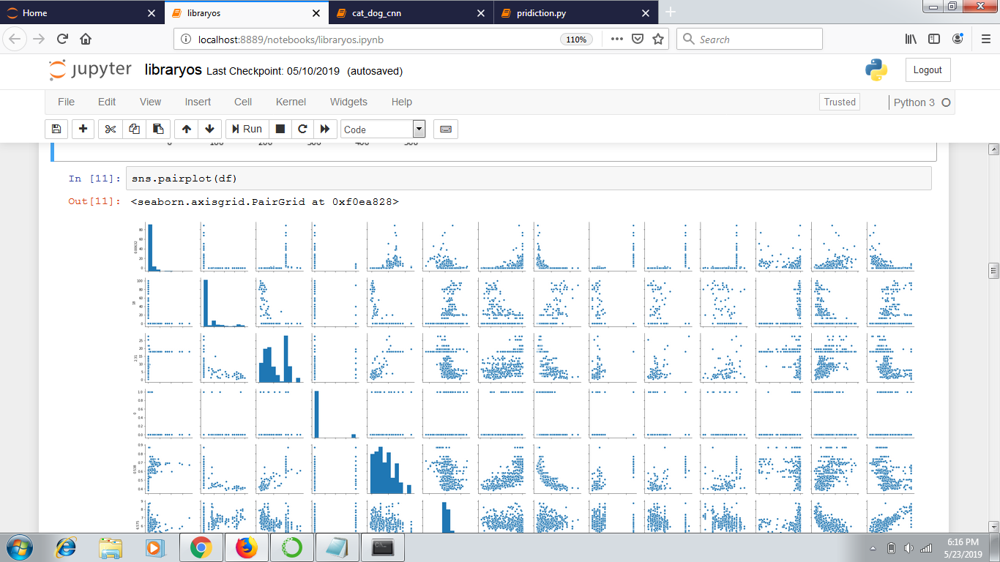 Home
libraryos
cat_dog_cnn
pridiction.py
localhost:8889/notebooks/libraryos.ipynb
110%
Search
jupyter libraryos Last Checkpoint: 05/10/2019 (autosaved)
Logout
File Edit View Insert Cell Kernel Widgets Help
Trusted
Python 3
Run
Code
0 100 200 300 400 500
In [11]: sns.pairplot(df)
Out[11]: <seaborn.axisgrid.PairGrid at 0xf0ea828>
80
60
40
20
0
0.00632
100
80
60
40
20
0
18
25
20
15
10
5
0
2.31
1.0
0.8
0.6
0.4
0.2
0.0
0
0.9
0.8
0.7
0.6
0.5
0.4
0.538
9
8
7
6
6.575
6:16 PM
5/23/2019